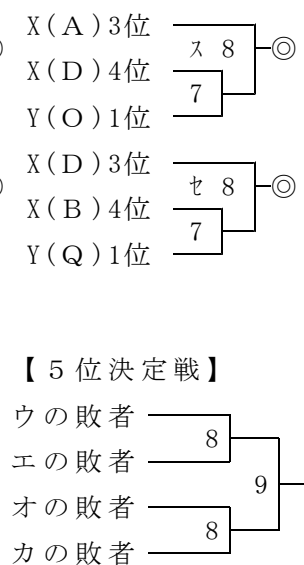 X(A)3位
ス 8
◎
X(D)4位
7
Y(O)1位
X(D)3位
セ 8
◎
X(B)4位
7
Y(Q)1位
【５位決定戦】
ウの敗者
8
エの敗者
9
オの敗者
8
カの敗者